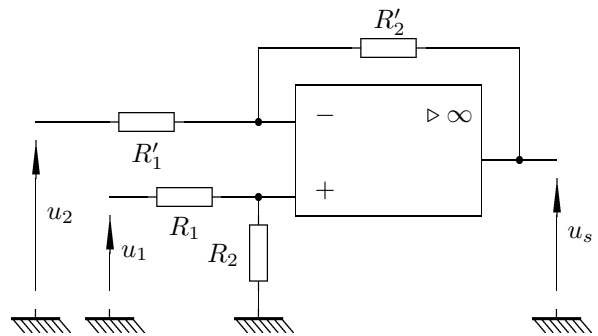 R′₂
− ▷ ∞
R′₁
+
u₂
R₁
u₁
R₂
uₛ